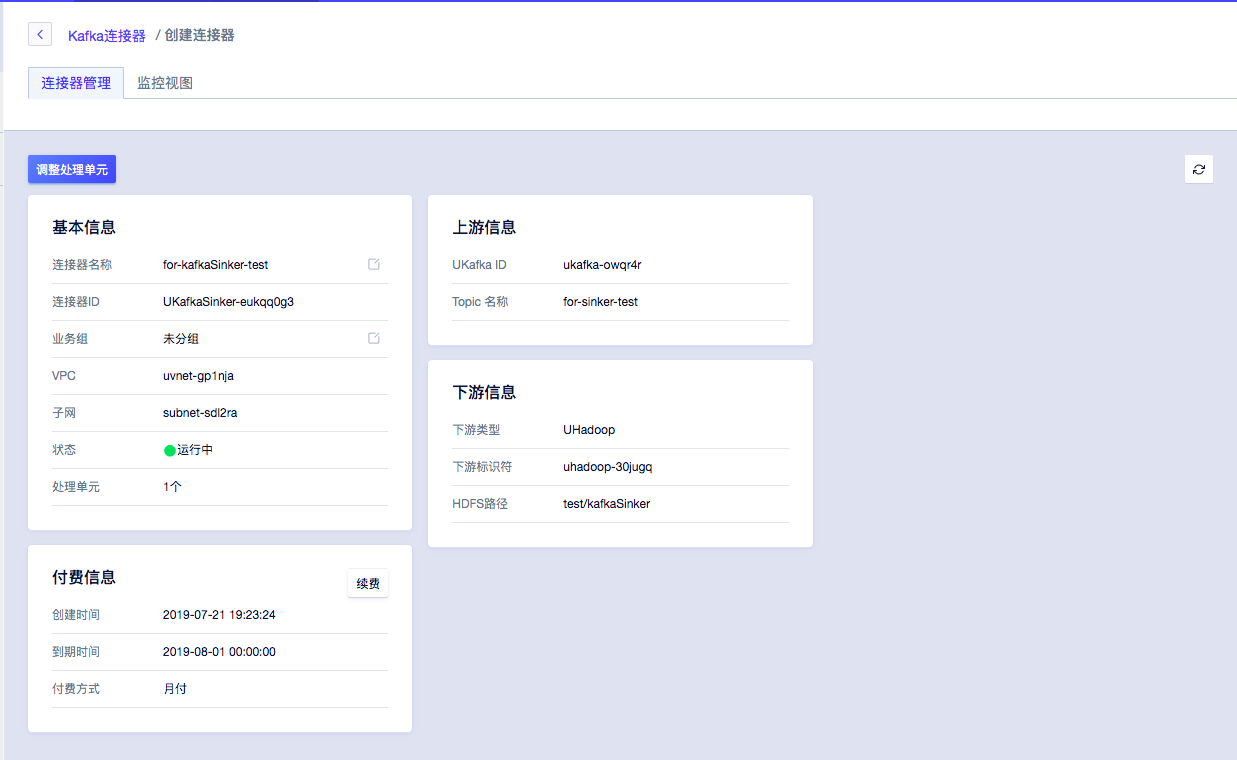 Kafka连接器 / 创建连接器
连接器管理 监控视图
调整处理单元
基本信息
连接器名称 for-kafkaSinker-test
连接器ID UKafkaSinker-eukqq0g3
业务组 未分组
VPC uvnet-gp1nja
子网 subnet-sdl2ra
状态 运行中
处理单元 1个
付费信息
续费
创建时间 2019-07-21 19:23:24
到期时间 2019-08-01 00:00:00
付费方式 月付
上游信息
UKafka ID ukafka-owqr4r
Topic 名称 for-sinker-test
下游信息
下游类型 UHadoop
下游标识符 uhadoop-30jugq
HDFS路径 test/kafkaSinker